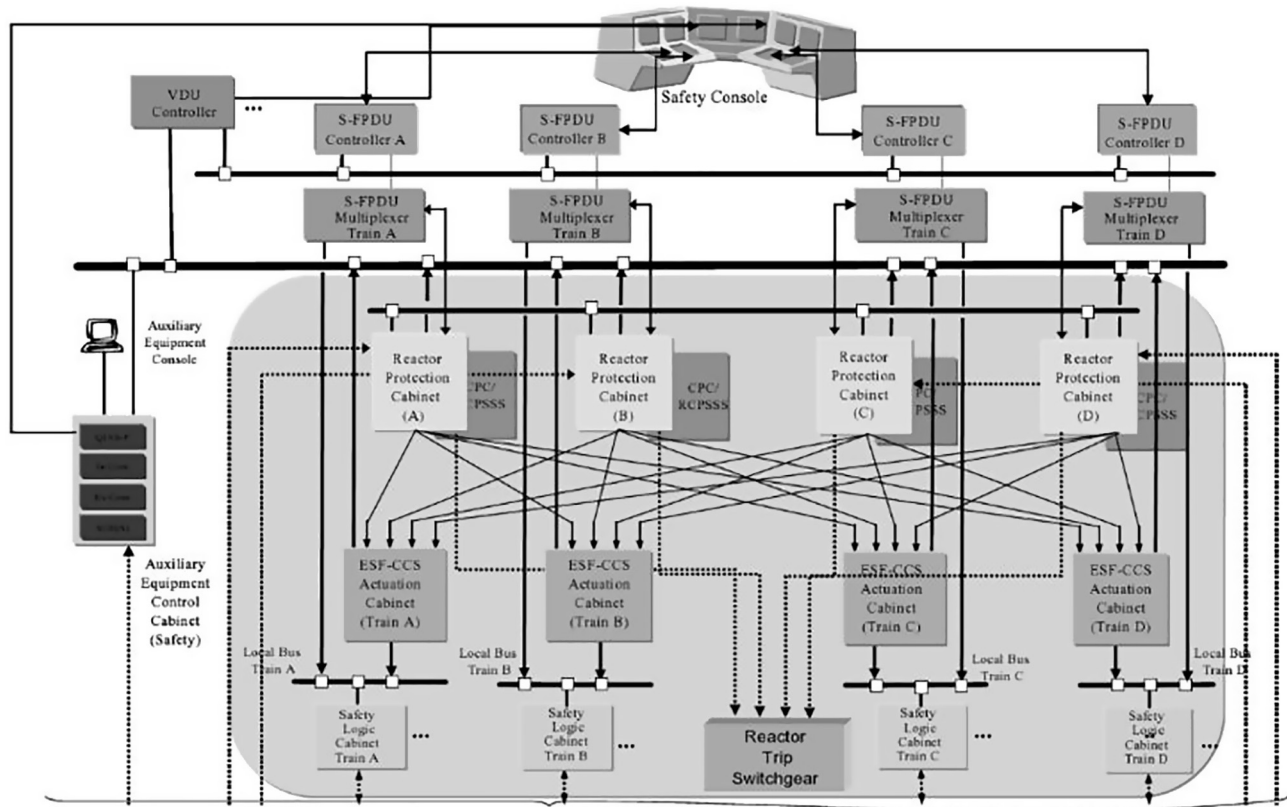 Safety Console
VDU
Controller
...
S-FPDU
Controller A
S-FPDU
Controller B
S-FPDU
Controller C
S-FPDU
Controller D
S-FPDU
Multiplexer
Train A
S-FPDU
Multiplexer
Train B
S-FPDU
Multiplexer
Train C
S-FPDU
Multiplexer
Train D
Auxiliary
Equipment
Console
Reactor
Protection
Cabinet
(A)
CPC/
Reactor
Protection
Cabinet
(B)
CPC/
RCPSSS
Reactor
Protection
Cabinet
(C)
Reactor
Protection
Cabinet
(D)
Auxiliary
Equipment
Control
Cabinet
(Safety)
ESF-CCS
Actuation
Cabinet
(Train A)
ESF-CCS
Actuation
Cabinet
(Train B)
ESF-CCS
Actuation
Cabinet
(Train C)
ESF-CCS
Actuation
Cabinet
(Train D)
Local Bus
Train A
Local Bus
Train B
Local Bus
Train C
Local Bus
Train D
Safety
Logic
Cabinet
Train A
...
Safety
Logic
Cabinet
Train B
...
Reactor
Trip
Switchgear
Safety
Logic
Cabinet
Train C
...
Safety
Logic
Cabinet
Train D
...